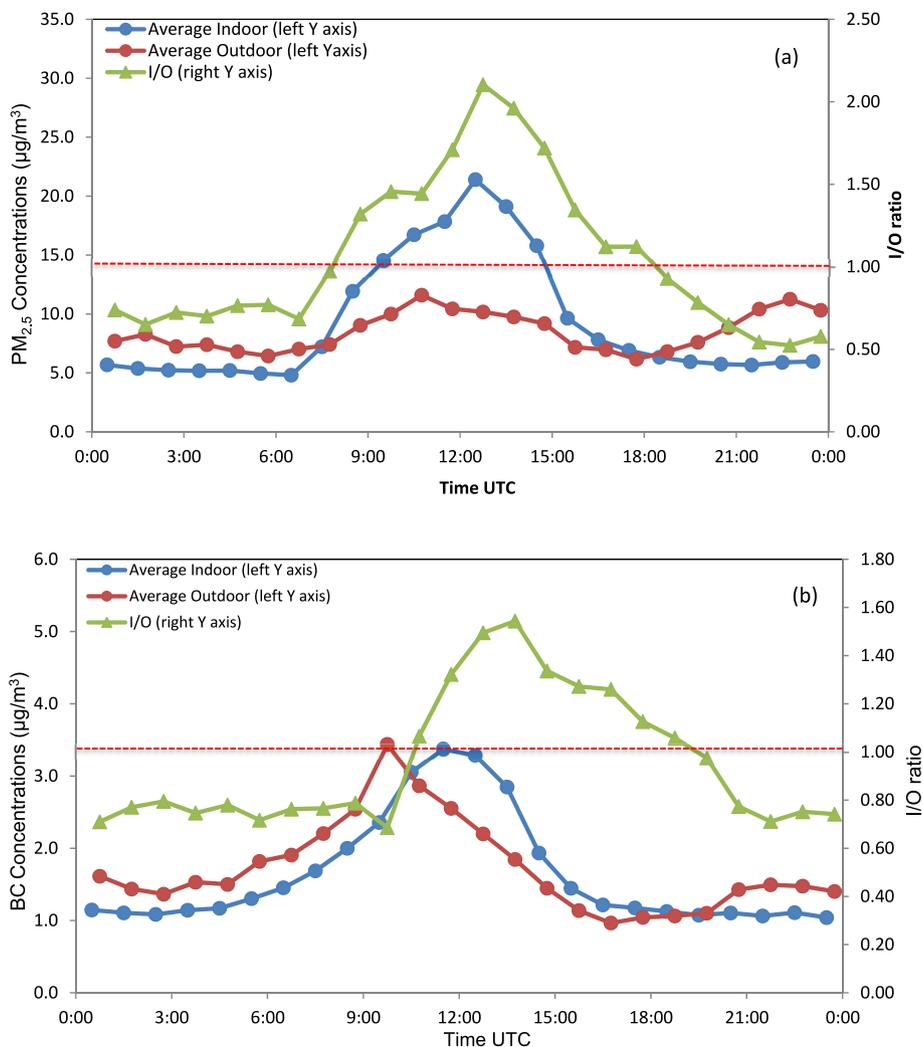 35.0
30.0
25.0
20.0
15.0
10.0
5.0
0.0
PM2.5 Concentrations (µg/m³)
Average Indoor (left Y axis)
Average Outdoor (left Yaxis)
I/O (right Y axis)
(a)
2.50
2.00
1.50
1.00
0.50
0.00
I/O ratio
0:00 3:00 6:00 9:00 12:00 15:00 18:00 21:00 0:00
Time UTC
6.0
5.0
4.0
3.0
2.0
1.0
0.0
BC Concentrations (µg/m³)
Average Indoor (left Y axis)
Average Outdoor (left Y axis)
I/O (right Y axis)
(b)
1.80
1.60
1.40
1.20
1.00
0.80
0.60
0.40
0.20
0.00
I/O ratio
0:00 3:00 6:00 9:00 12:00 15:00 18:00 21:00 0:00
Time UTC